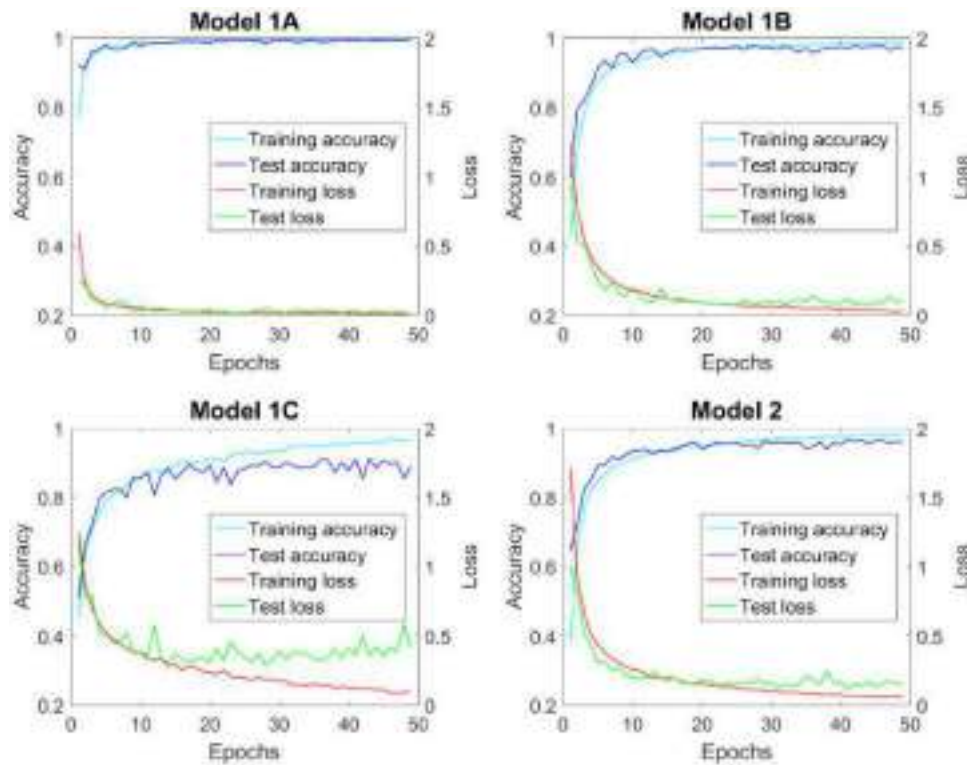 Model 1A
1
0.8
0.6
0.4
0.2
Accuracy
2
1.5
1
0.5
0
Loss
Training accuracy
Test accuracy
Training loss
Test loss
0 10 20 30 40 50
Epochs
Model 1B
1
0.8
0.6
0.4
0.2
Accuracy
2
1.5
1
0.5
0
Loss
Training accuracy
Test accuracy
Training loss
Test loss
0 10 20 30 40 50
Epochs
Model 1C
1
0.8
0.6
0.4
0.2
Accuracy
2
1.5
1
0.5
0
Loss
Training accuracy
Test accuracy
Training loss
Test loss
0 10 20 30 40 50
Epochs
Model 2
1
0.8
0.6
0.4
0.2
Accuracy
2
1.5
1
0.5
0
Loss
Training accuracy
Test accuracy
Training loss
Test loss
0 10 20 30 40 50
Epochs